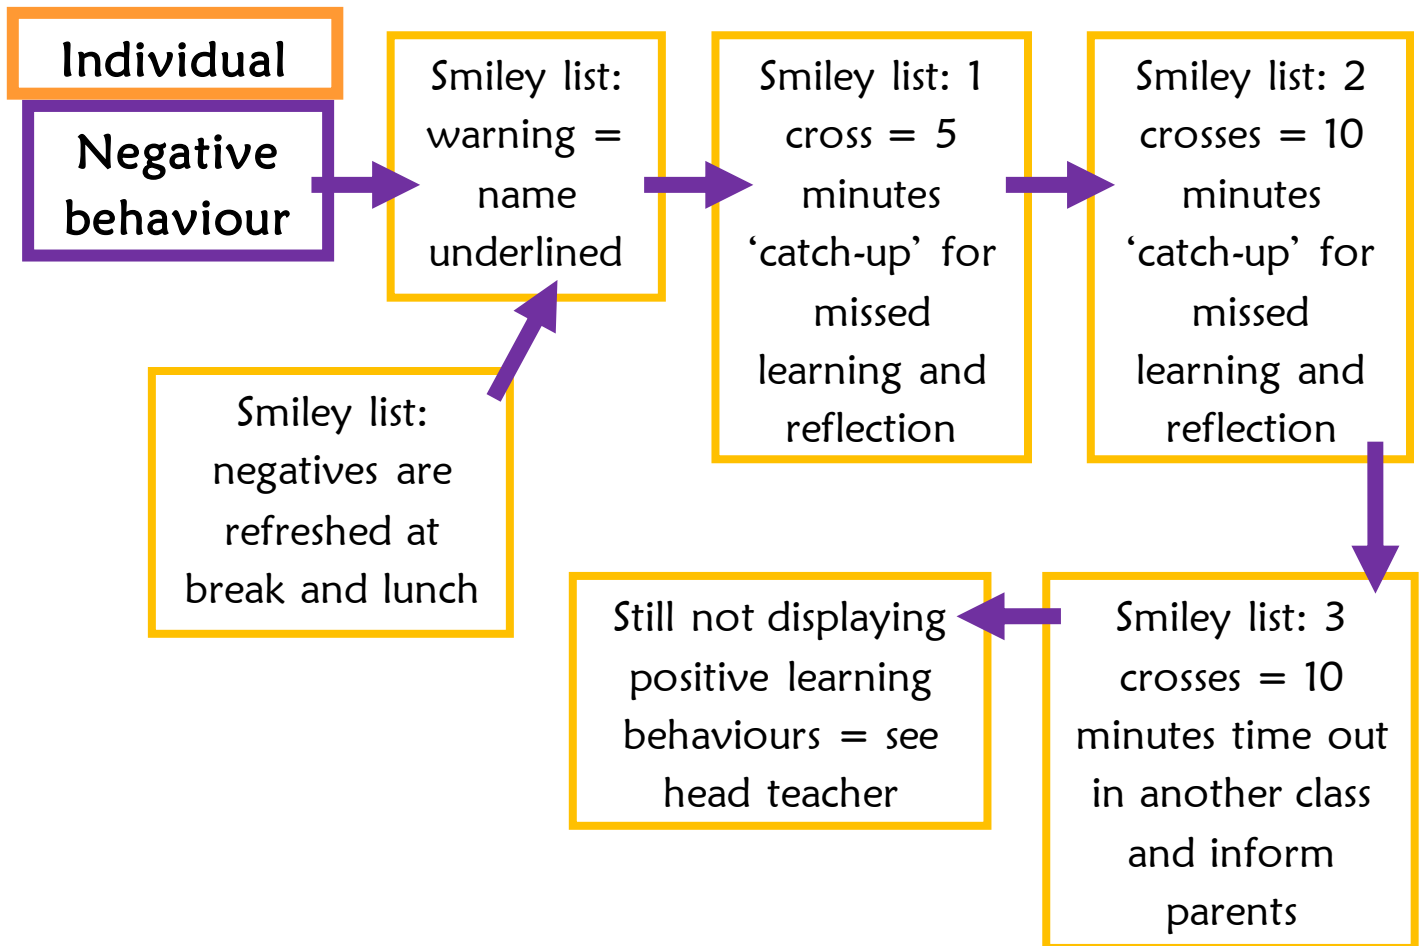 Individual
Negative
behaviour
Smiley list:
warning =
name
underlined
Smiley list: 1
cross = 5
minutes
‘catch-up’ for
missed
learning and
reflection
Smiley list: 2
crosses = 10
minutes
‘catch-up’ for
missed
learning and
reflection
Smiley list:
negatives are
refreshed at
break and lunch
Smiley list: 3
crosses = 10
minutes time out
in another class
and inform
parents
Still not displaying
positive learning
behaviours = see
head teacher